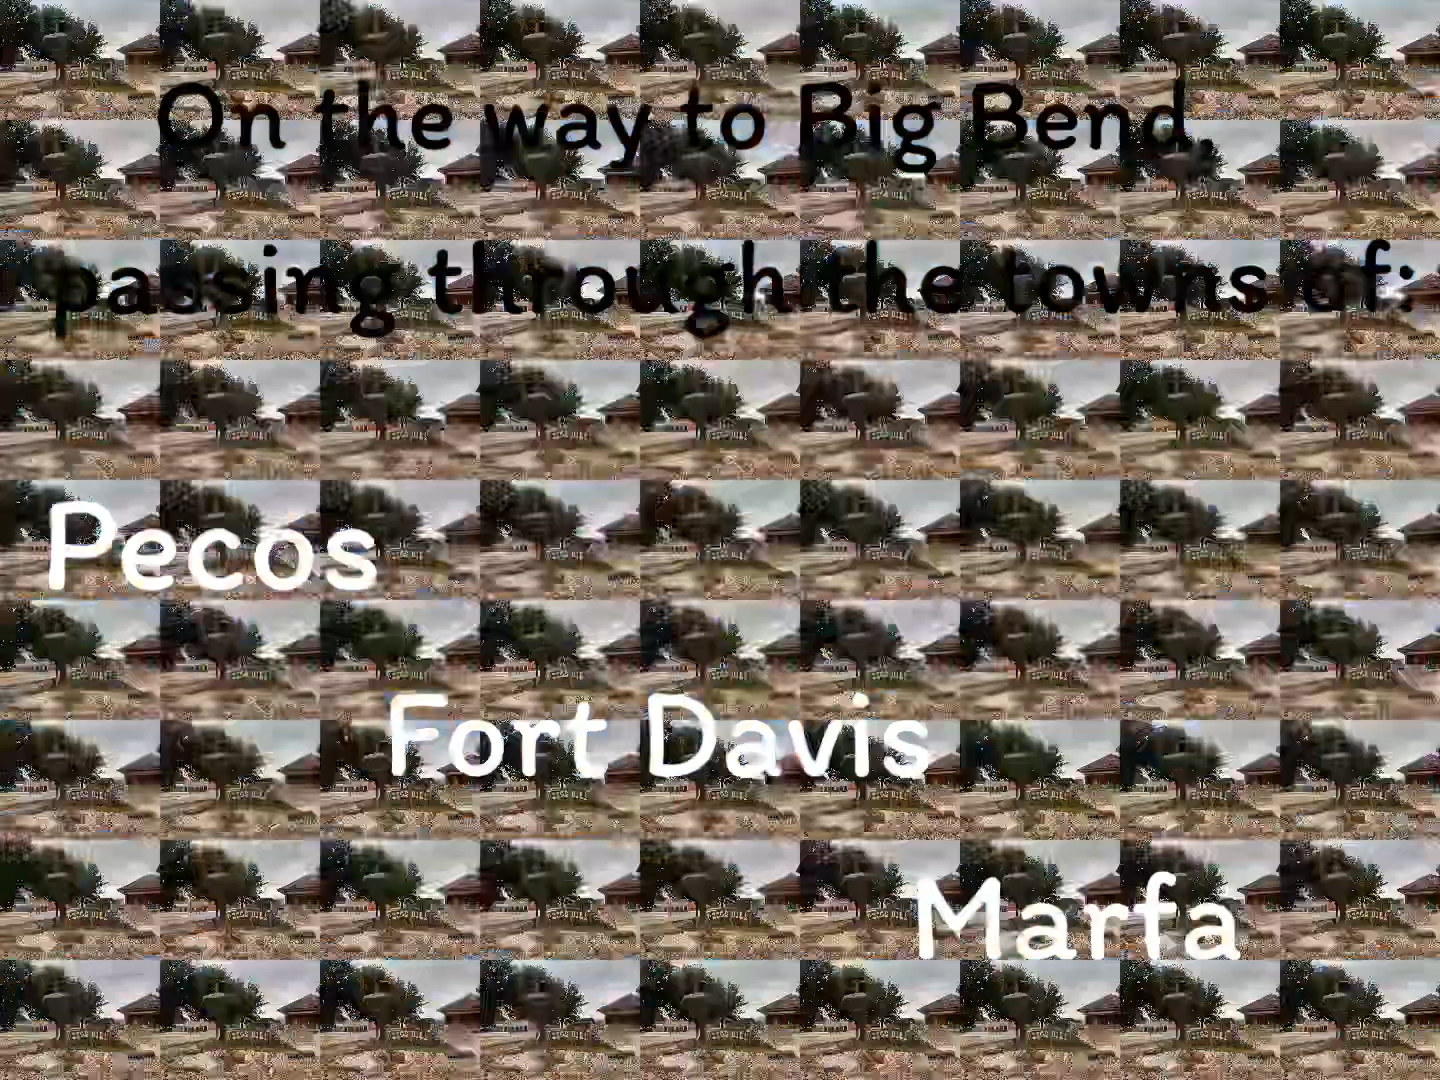 On the way to Big Bend,
passing through the towns of:
Pecos
Fort Davis
Marfa